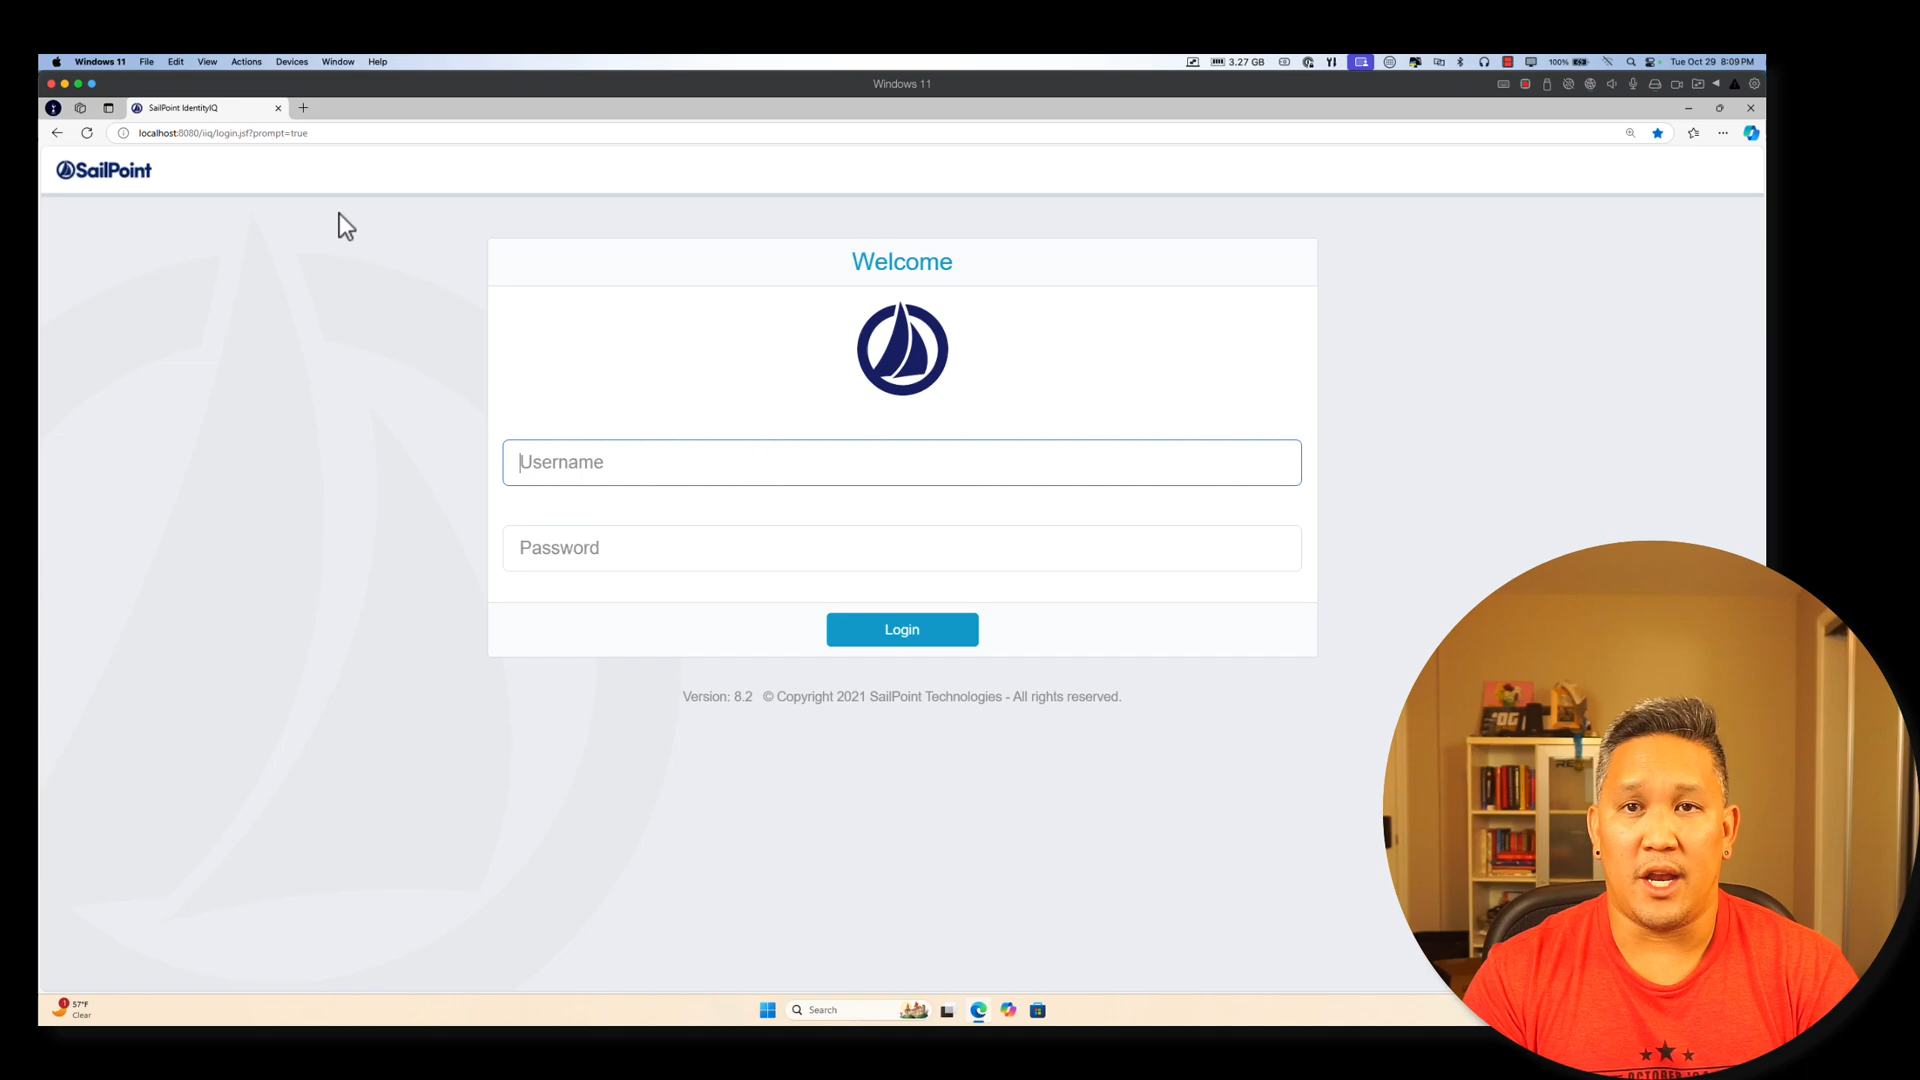 Windows 11 File Edit View Actions Devices Window Help 3.27 GB 100% Tue Oct 29 8:09 PM
Windows 11
SailPoint IdentityIQ
localhost:8080/iiq/login.jsf?prompt=true
SailPoint
Welcome
Username
Password
Login
Version: 8.2 © Copyright 2021 SailPoint Technologies - All rights reserved.
1 57°F
Clear
Search